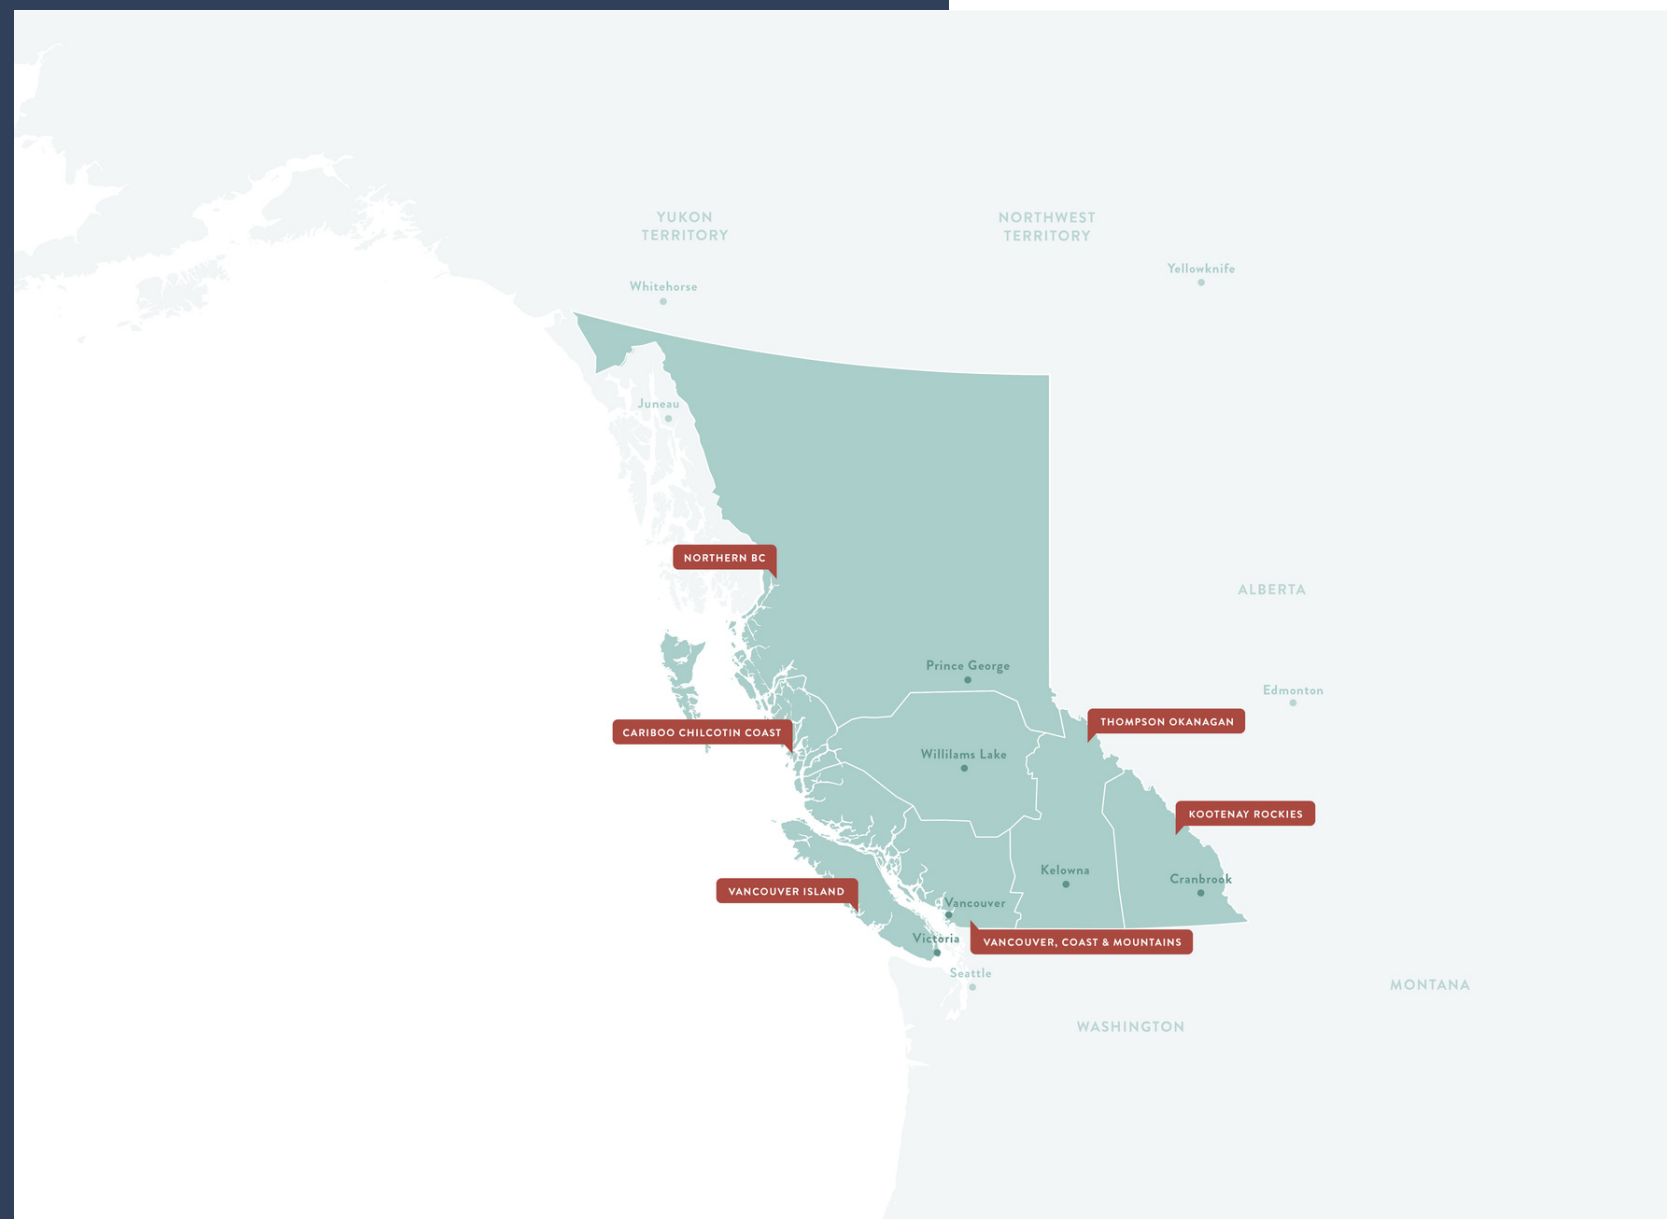 YUKON
TERRITORY
NORTHWEST
TERRITORY
Yellowknife
Whitehorse
Juneau
NORTHERN BC
ALBERTA
Prince George
Edmonton
THOMPSON OKANAGAN
CARIBOO CHILCOTIN COAST
Willilams Lake
KOOTENAY ROCKIES
Kelowna
Cranbrook
VANCOUVER ISLAND
Vancouver
Victoria
VANCOUVER, COAST & MOUNTAINS
Seattle
MONTANA
WASHINGTON